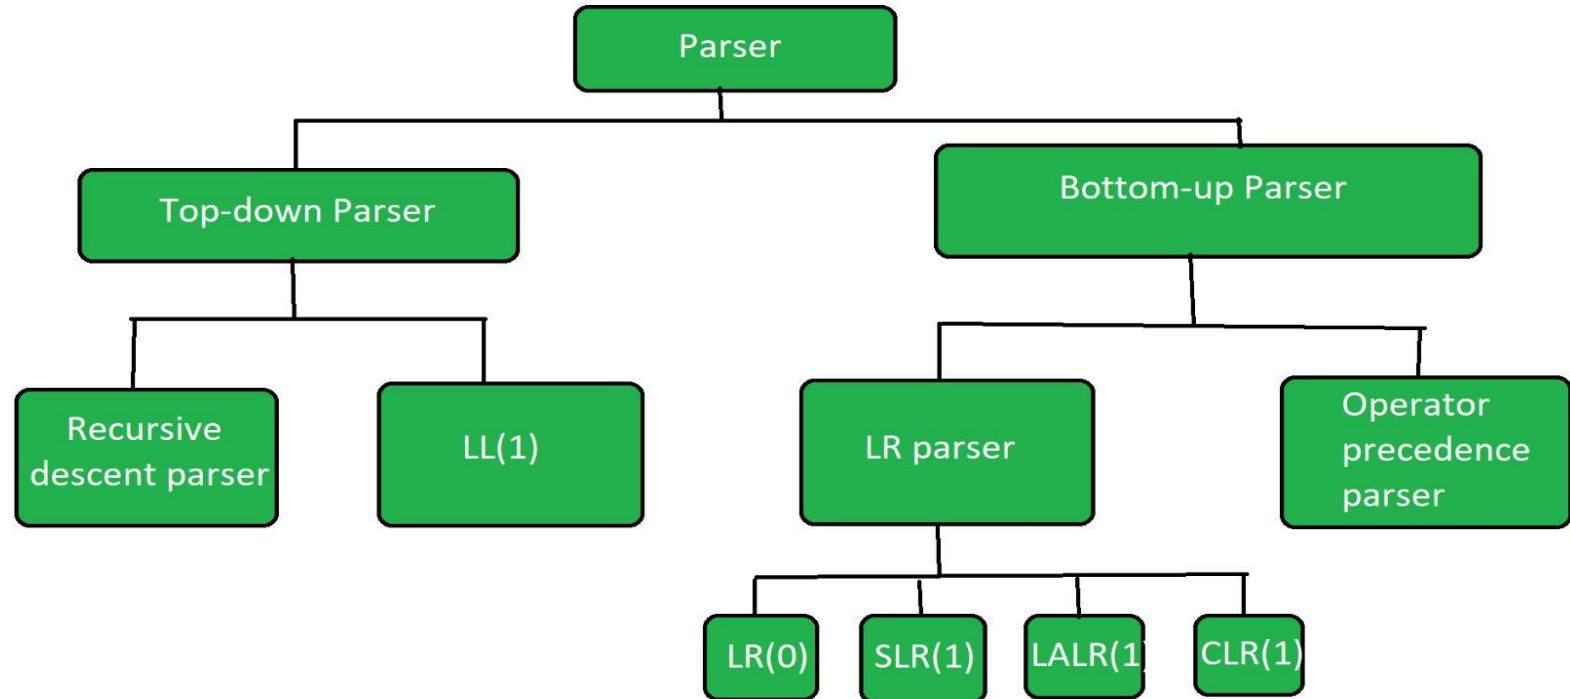 Parser
Top-down Parser
Bottom-up Parser
Recursive
descent parser
LL(1)
LR parser
Operator
precedence
parser
LR(0)
SLR(1)
LALR(1)
CLR(1)